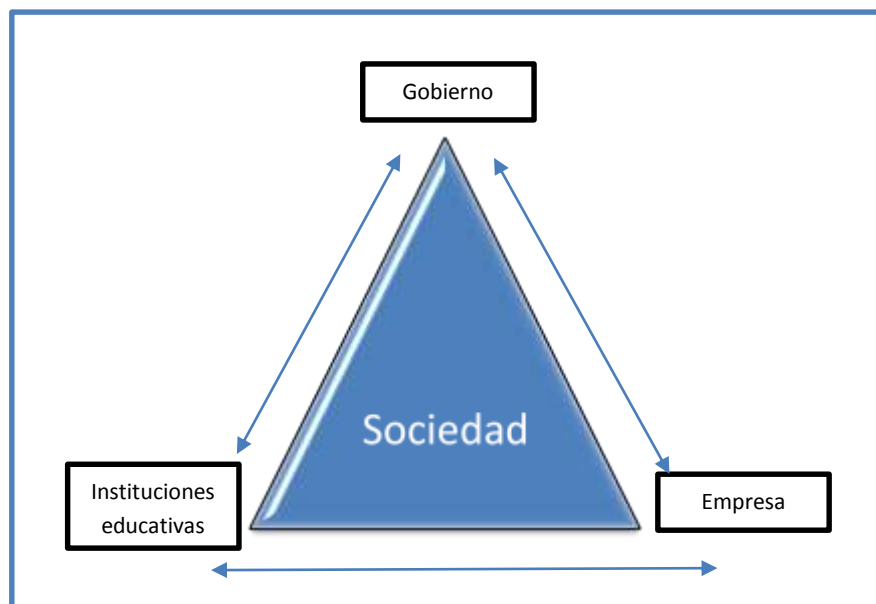 Gobierno
Sociedad
Instituciones
educativas
Empresa